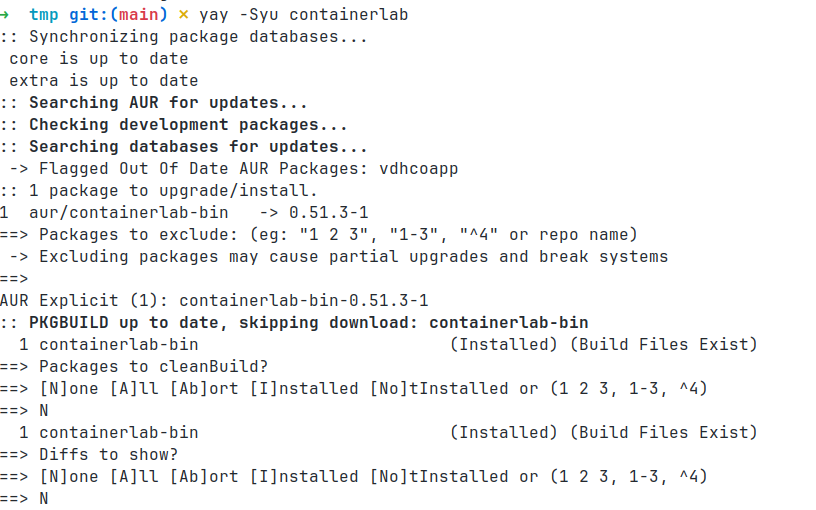 → tmp git:(main) × yay -Syu containerlab
:: Synchronizing package databases...
core is up to date
extra is up to date
:: Searching AUR for updates...
:: Checking development packages...
:: Searching databases for updates...
-> Flagged Out Of Date AUR Packages: vdhcoapp
:: 1 package to upgrade/install.
1 aur/containerlab-bin -> 0.51.3-1
==> Packages to exclude: (eg: "1 2 3", "1-3", "^4" or repo name)
-> Excluding packages may cause partial upgrades and break systems
==>
AUR Explicit (1): containerlab-bin-0.51.3-1
:: PKGBUILD up to date, skipping download: containerlab-bin
1 containerlab-bin (Installed) (Build Files Exist)
==> Packages to cleanBuild?
==> [N]one [A]ll [Ab]ort [I]nstalled [No]tInstalled or (1 2 3, 1-3, ^4)
==> N
1 containerlab-bin (Installed) (Build Files Exist)
==> Diffs to show?
==> [N]one [A]ll [Ab]ort [I]nstalled [No]tInstalled or (1 2 3, 1-3, ^4)
==> N